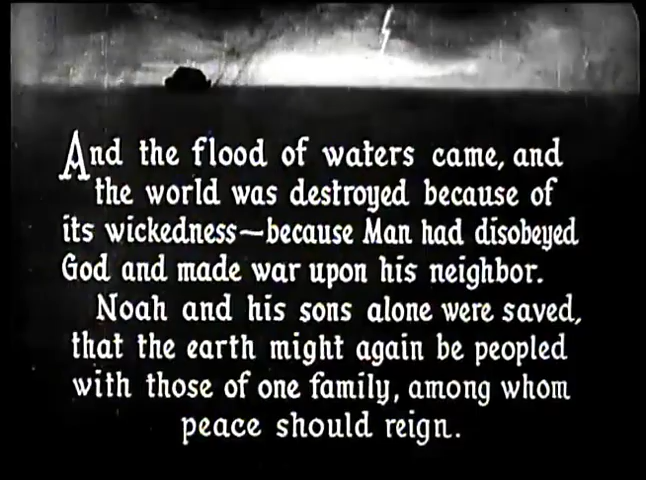 And the flood of waters came, and
the world was destroyed because of
its wickedness—because Man had disobeyed
God and made war upon his neighbor.
Noah and his sons alone were saved,
that the earth might again be peopled
with those of one family, among whom
peace should reign.